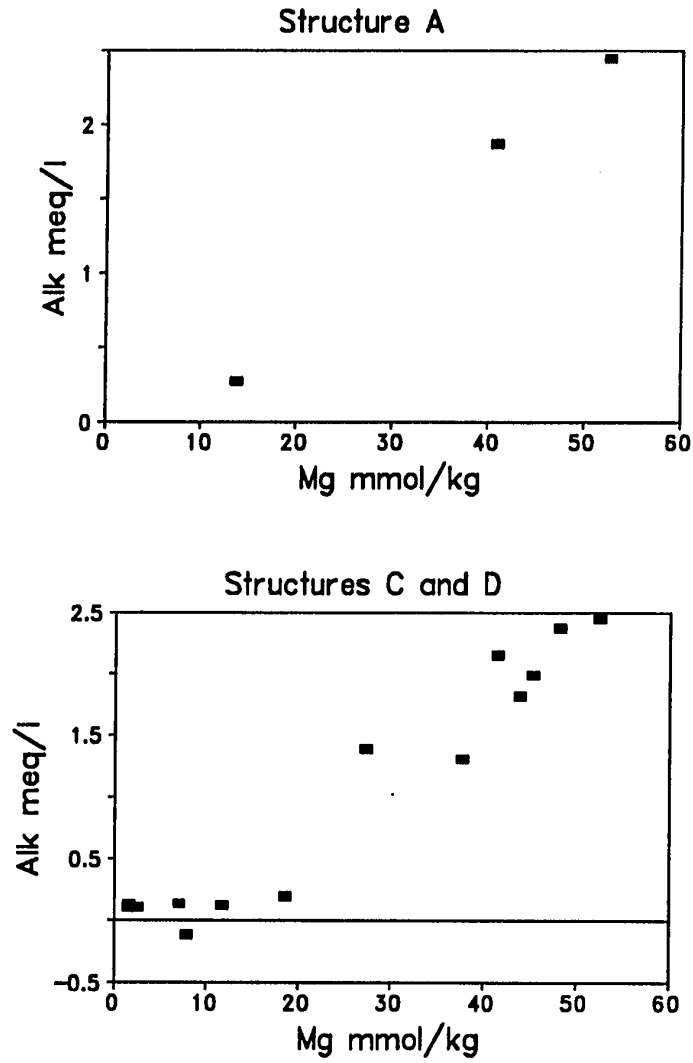 Structure A
2
1
0
Alk meq/l
0 10 20 30 40 50 60
Mg mmol/kg
Structures C and D
2.5
1.5
0.5
-0.5
Alk meq/l
0 10 20 30 40 50 60
Mg mmol/kg